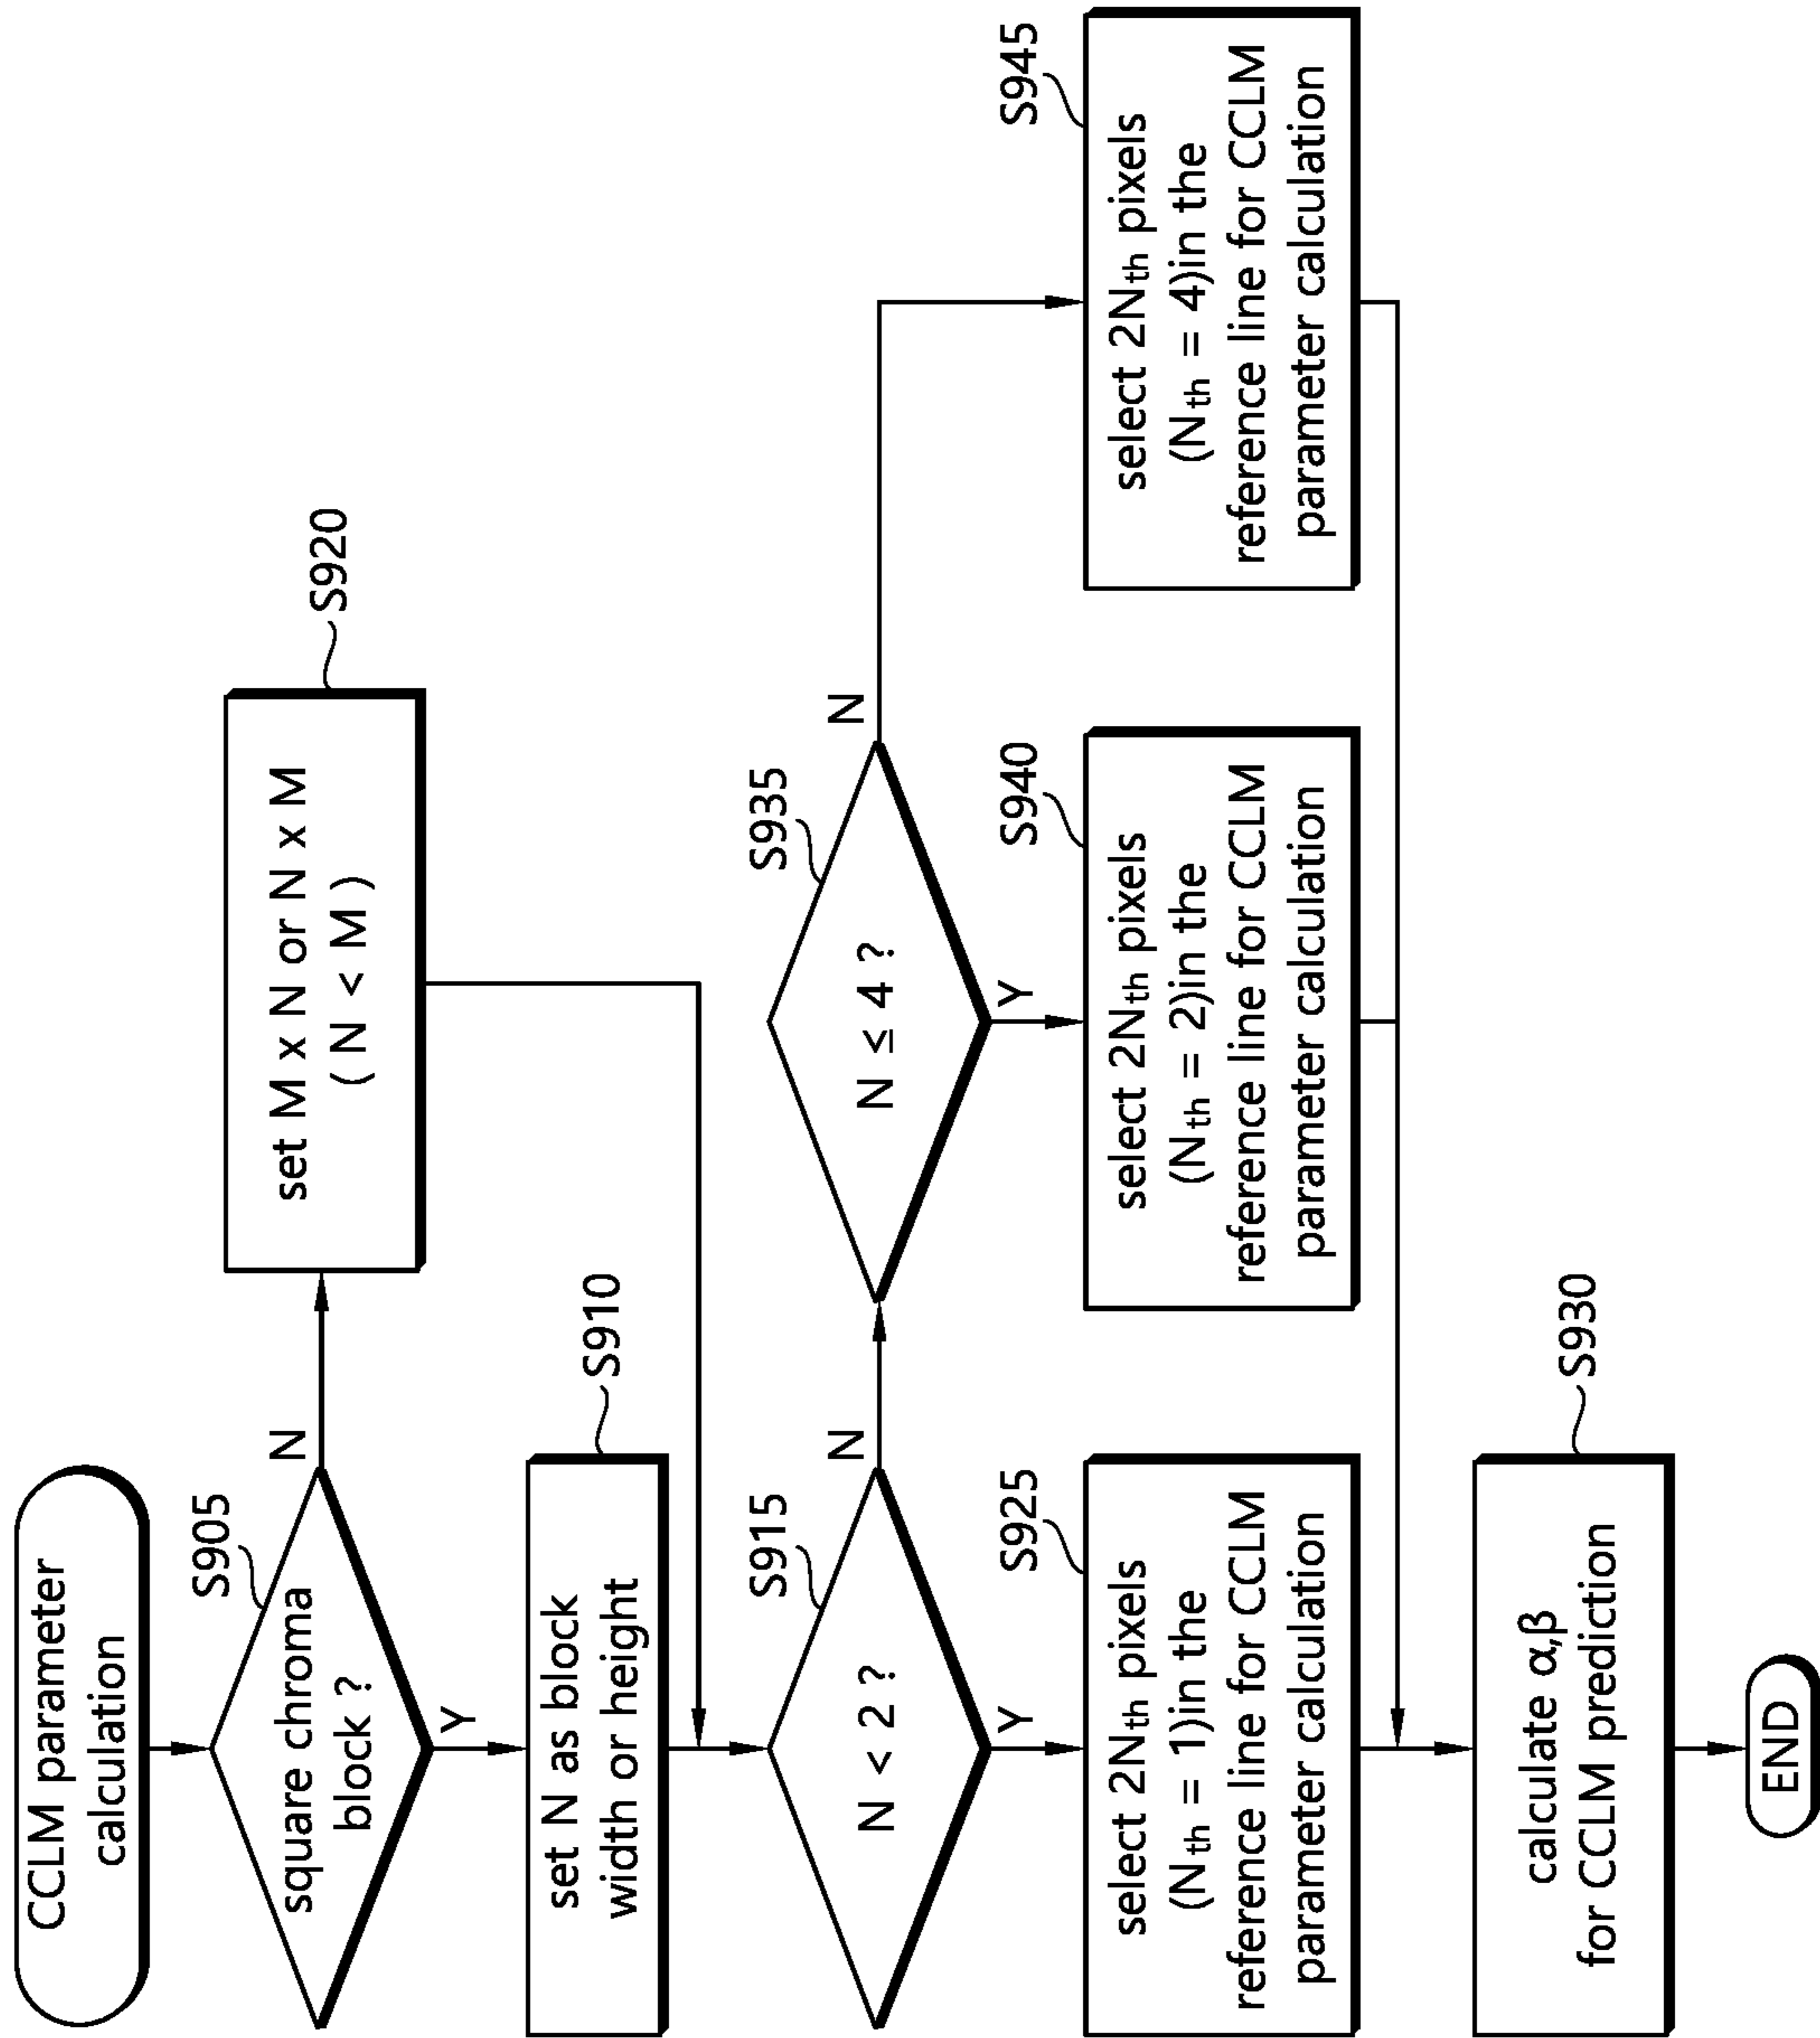 CCLM parameter
calculation
S905
square chroma
block ?
N
Y
S920
set M x N or N x M
( N < M )
S910
set N as block
width or height
S915
N < 2 ?
N
Y
S935
N ≤ 4 ?
N
Y
S925
select 2Nth pixels
(Nth = 1)in the
reference line for CCLM
parameter calculation
S940
select 2Nth pixels
(Nth = 2)in the
reference line for CCLM
parameter calculation
S945
select 2Nth pixels
(Nth = 4)in the
reference line for CCLM
parameter calculation
S930
calculate α,β
for CCLM prediction
END